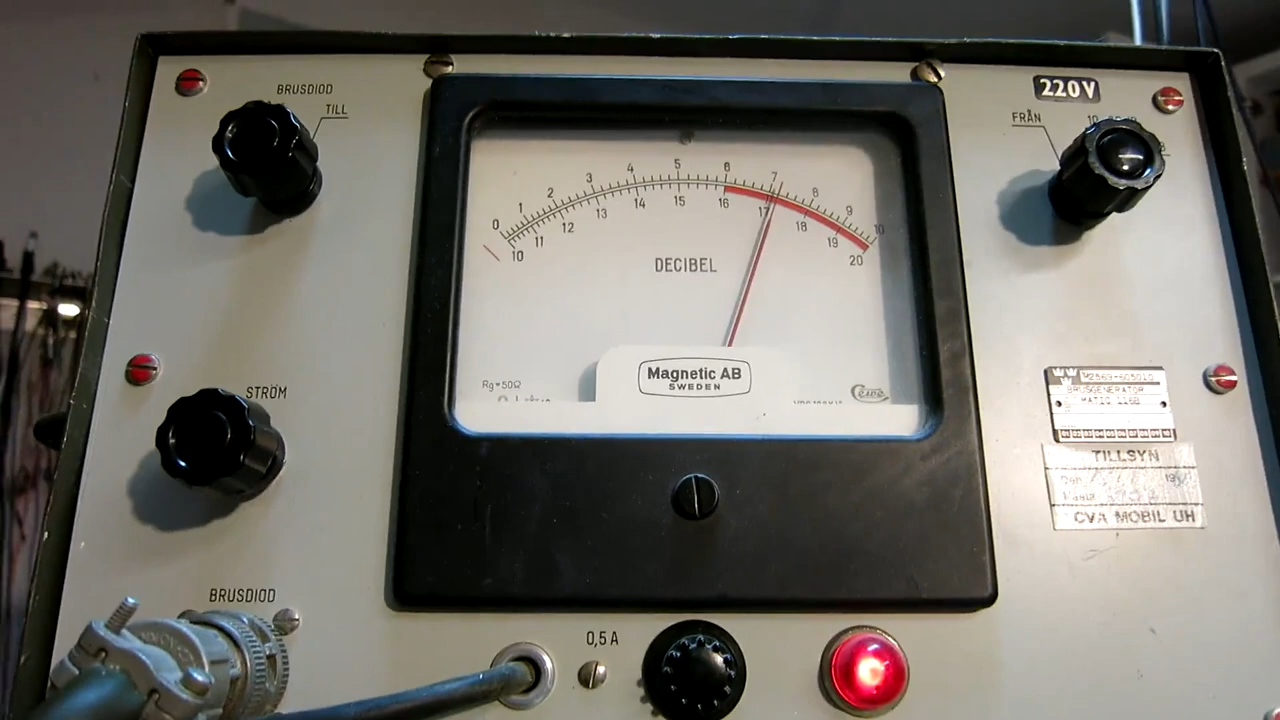 BRUSDIOD
TILL
220V
FRÅN
0 1 2 3 4 5 6 7 8 9 10
10 11 12 13 14 15 16 17 18 19 20
DECIBEL
Magnetic AB
SWEDEN
Rg=50Ω
STRÖM
BRUSGENERATOR
TILLSYN
CVA MOBIL UH
BRUSDIOD
0,5 A